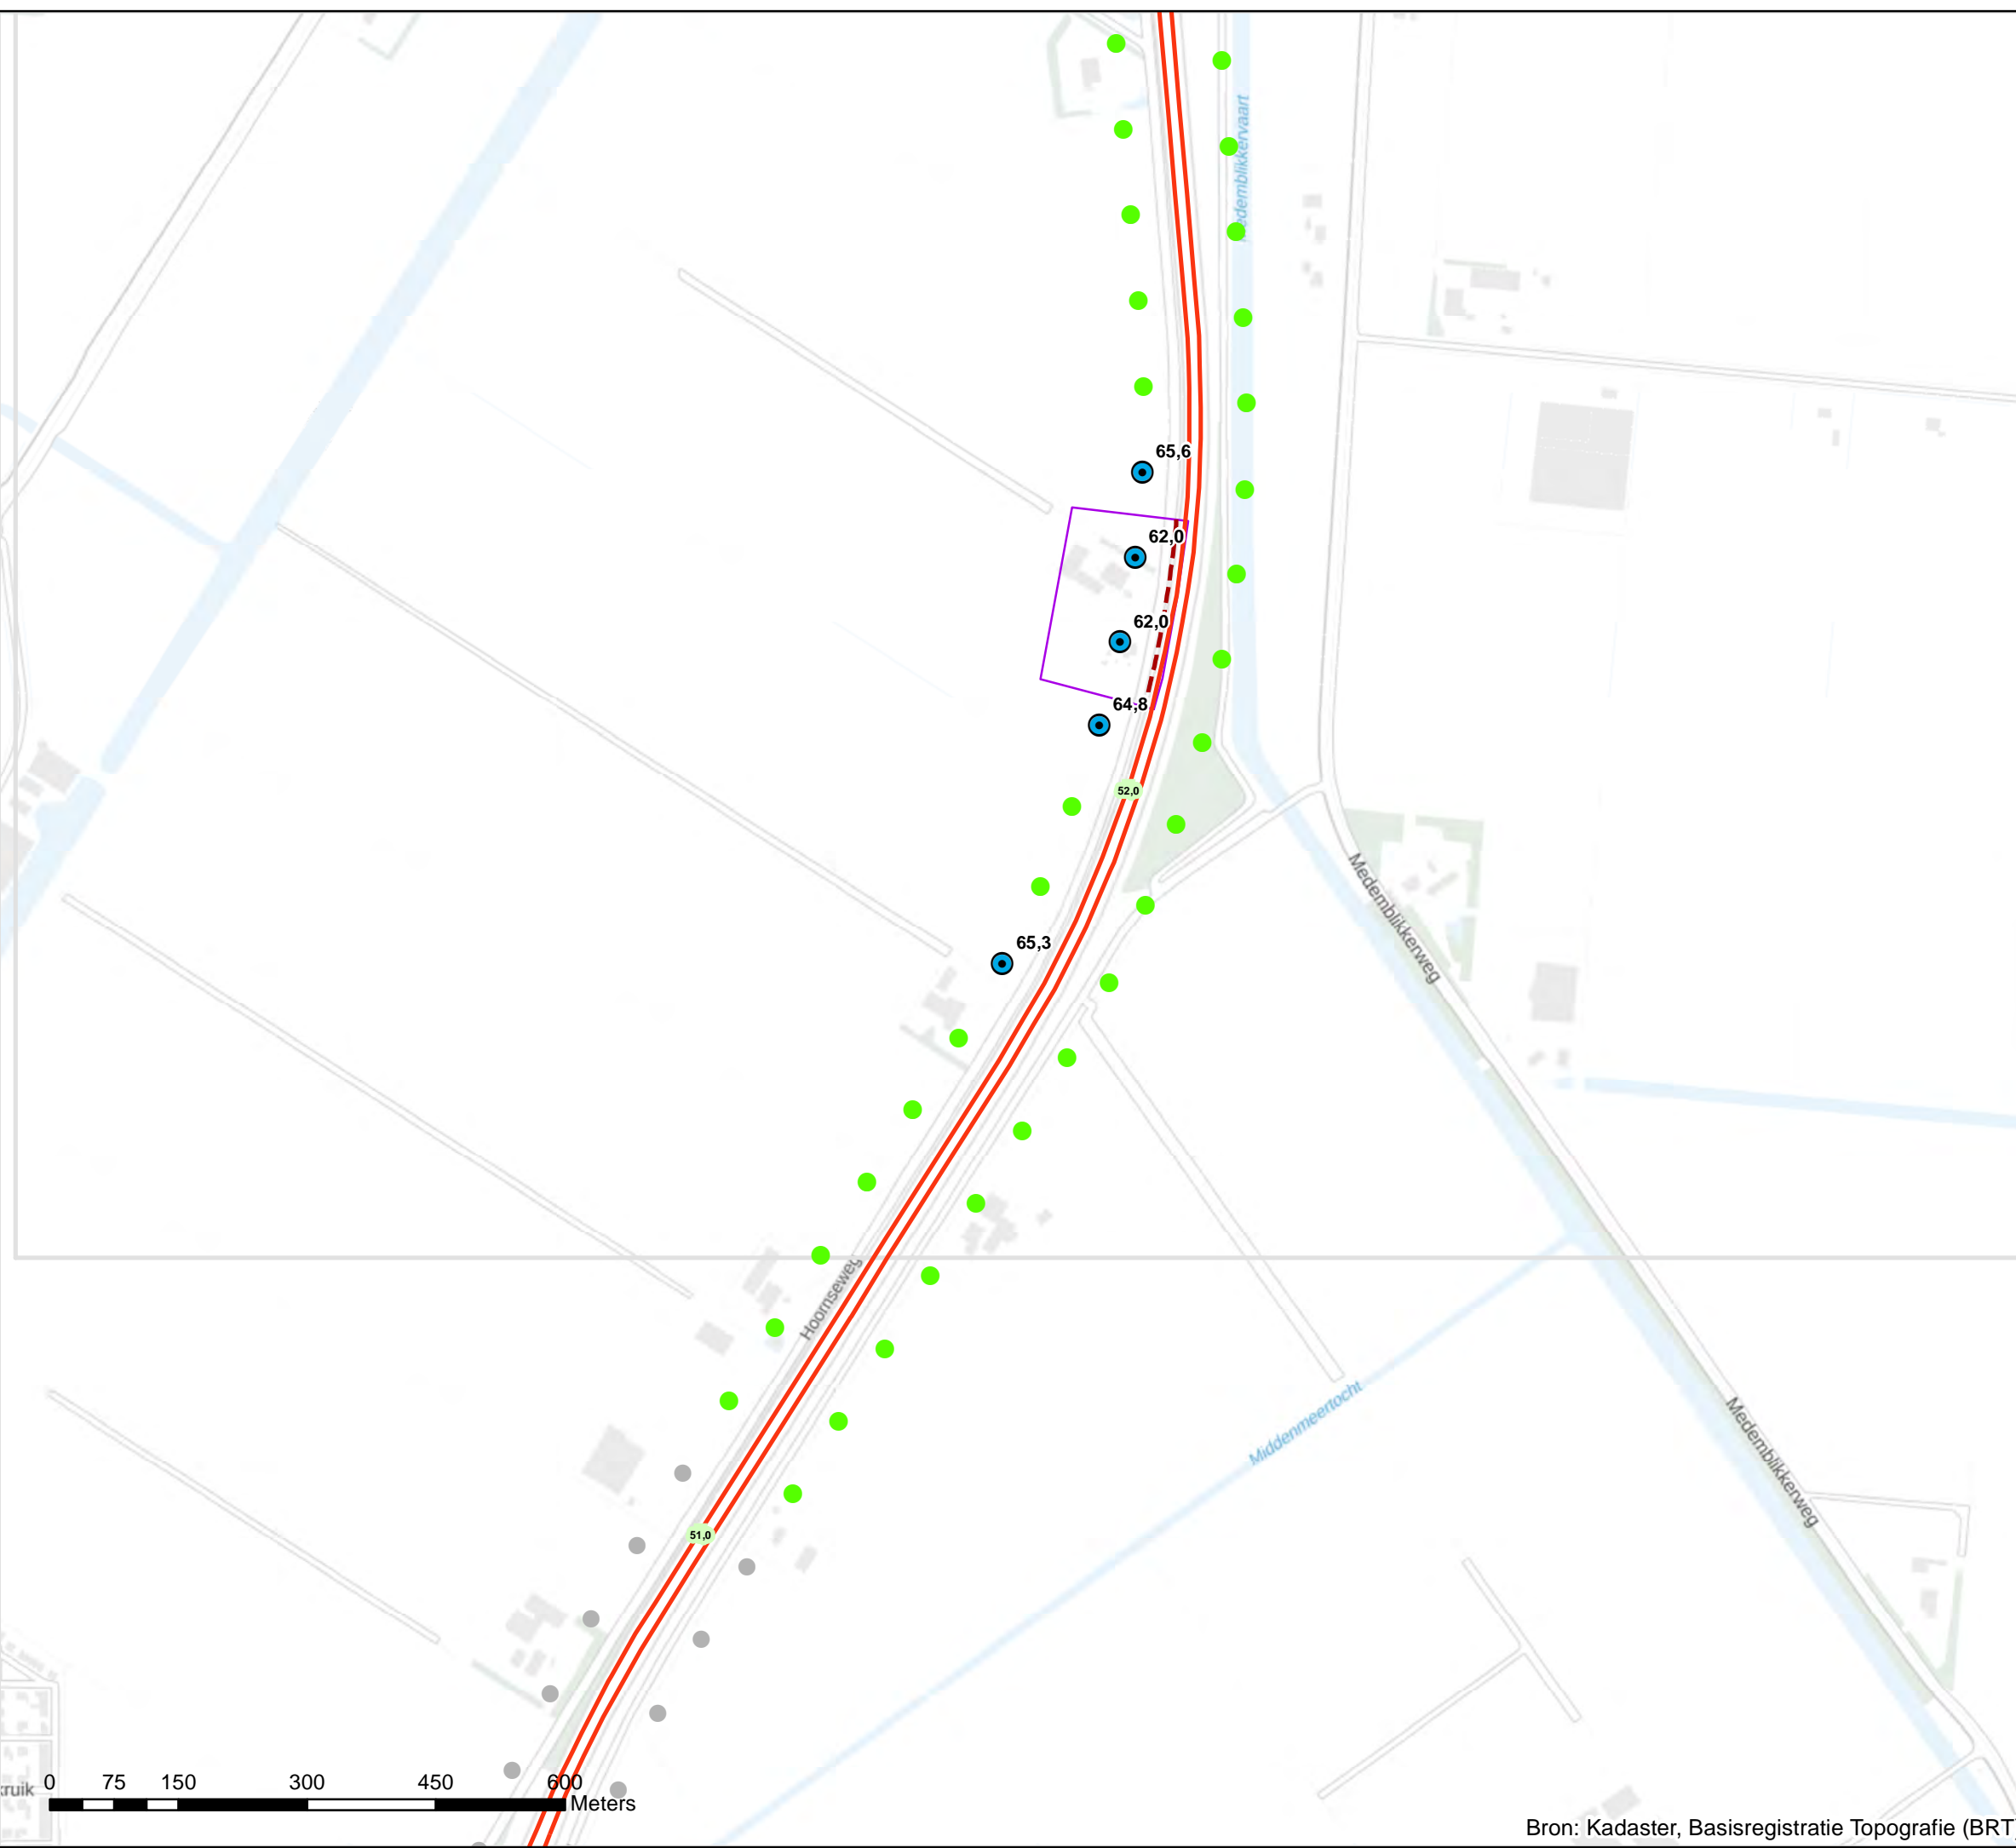 Medemblikkervaart
65,6
62,0
62,0
64,8
52,0
Medemblikkerweg
65,3
Hoornseweg
Middenmeertocht
Medemblikkerweg
51,0
kruik
0 75 150 300 450 600
Meters
Bron: Kadaster, Basisregistratie Topografie (BRT